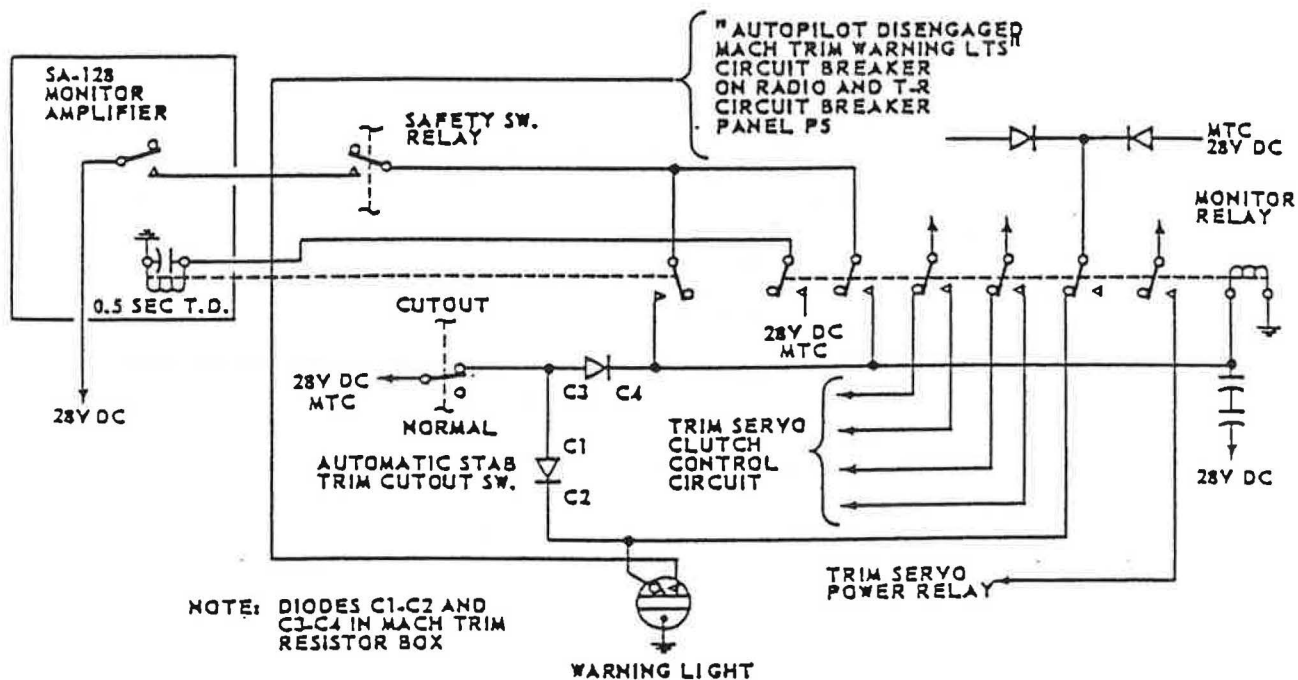 "AUTOPILOT DISENGAGED
MACH TRIM WARNING LTS"
CIRCUIT BREAKER
ON RADIO AND T-R
CIRCUIT BREAKER
PANEL P5
SA-128
MONITOR
AMPLIFIER
SAFETY SW.
RELAY
MTC
28V DC
MONITOR
RELAY
0.5 SEC T.D.
CUTOUT
28V DC
MTC
28V DC
MTC
C3
C4
28V DC
NORMAL
C1
AUTOMATIC STAB
TRIM CUTOUT SW.
C2
TRIM SERVO
CLUTCH
CONTROL
CIRCUIT
28V DC
TRIM SERVO
POWER RELAY
NOTE: DIODES C1-C2 AND
C3-C4 IN MACH TRIM
RESISTOR BOX
WARNING LIGHT